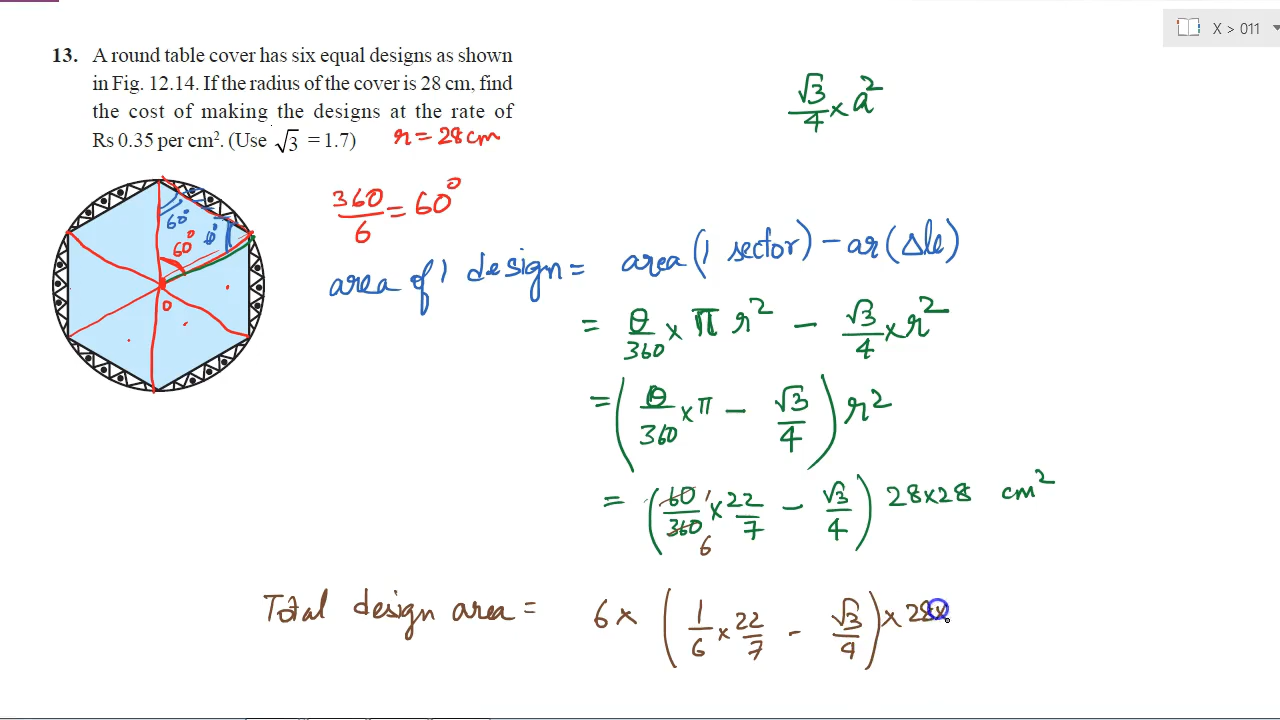 X > 011
13. A round table cover has six equal designs as shown
in Fig. 12.14. If the radius of the cover is 28 cm, find
the cost of making the designs at the rate of
Rs 0.35 per cm². (Use √3 = 1.7) r = 28 cm
√3/4 × a²
360/6 = 60°
60°
60°
O
area of 1 design = area (1 sector) – ar (Δle)
= θ/360 × π r² – √3/4 × r²
= (θ/360 × π – √3/4) r²
= (60/360 1/6 × 22/7 – √3/4) 28×28 cm²
Total design area = 6 × (1/6 × 22/7 – √3/4) × 28×